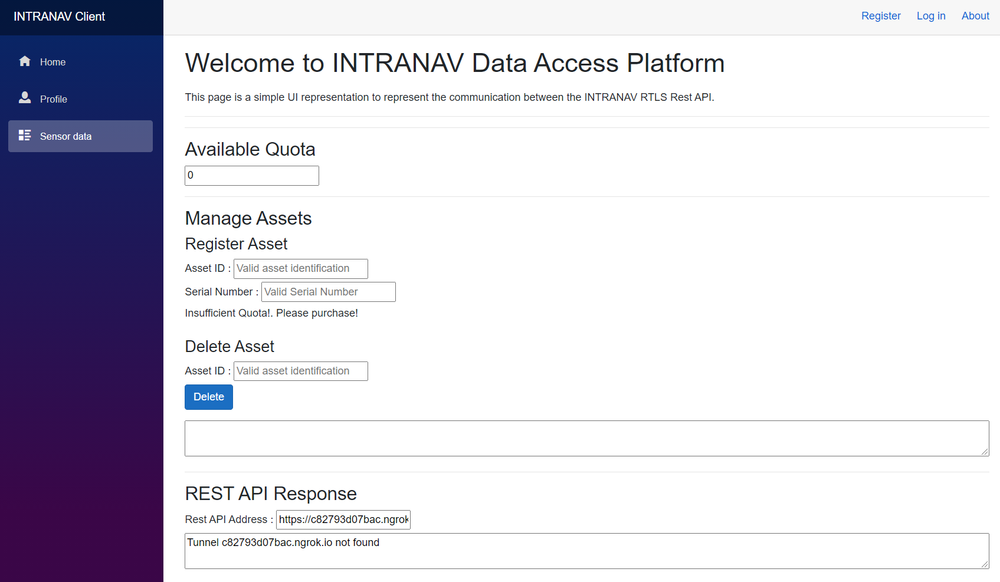 INTRANAV Client
Register Log in About
Home
Profile
Sensor data
Welcome to INTRANAV Data Access Platform
This page is a simple UI representation to represent the communication between the INTRANAV RTLS Rest API.
Available Quota
0
Manage Assets
Register Asset
Asset ID : Valid asset identification
Serial Number : Valid Serial Number
Insufficient Quota!. Please purchase!
Delete Asset
Asset ID : Valid asset identification
Delete
REST API Response
Rest API Address : https://c82793d07bac.ngrok
Tunnel c82793d07bac.ngrok.io not found